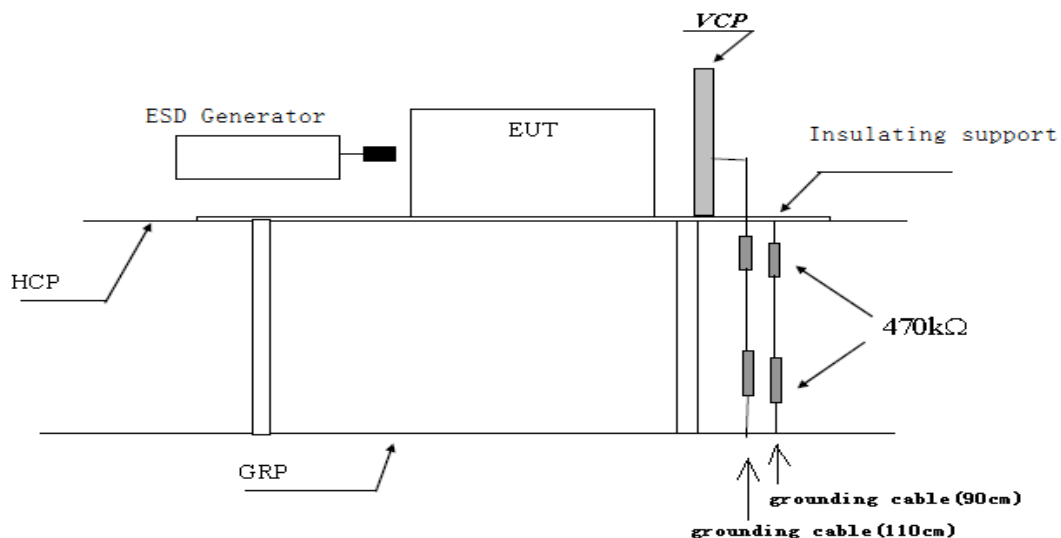 VCP
ESD Generator
EUT
Insulating support
HCP
470kΩ
GRP
grounding cable(90cm)
grounding cable(110cm)